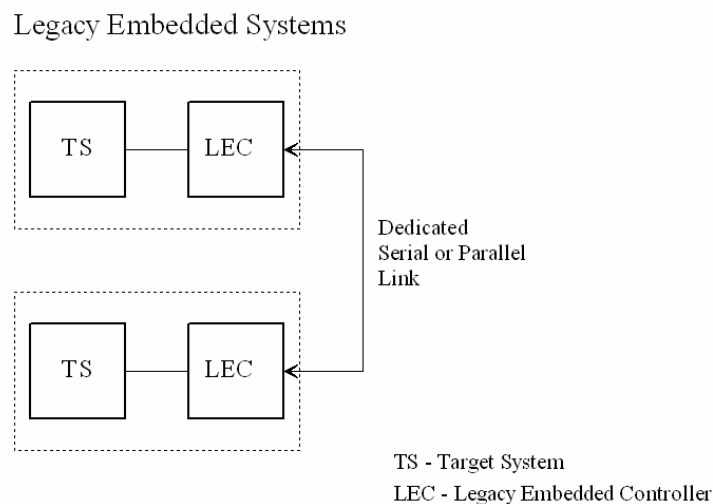 Legacy Embedded Systems
TS
LEC
Dedicated
Serial or Parallel
Link
TS
LEC
TS - Target System
LEC - Legacy Embedded Controller